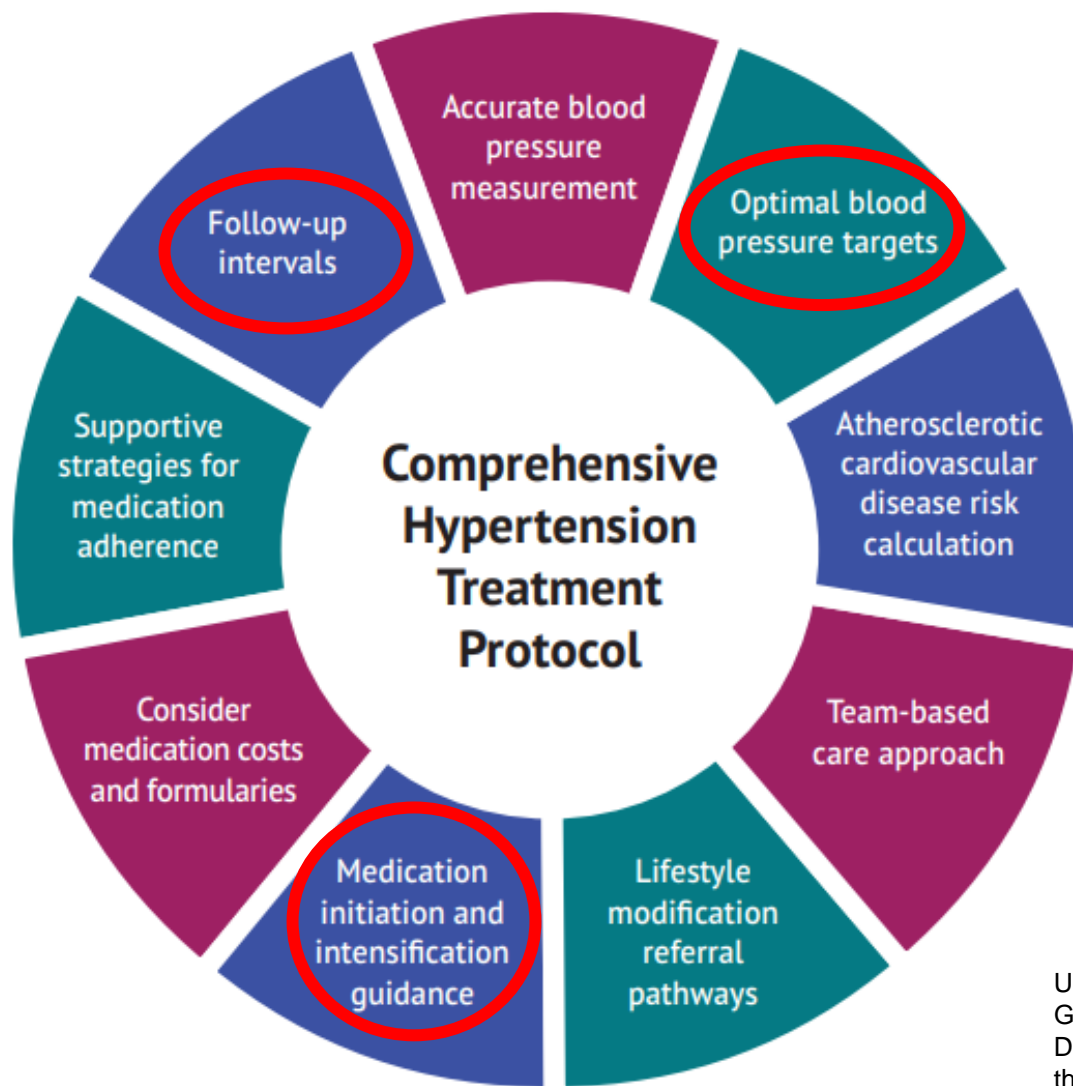 Accurate blood
pressure
measurement
Optimal blood
pressure targets
Atherosclerotic
cardiovascular
disease risk
calculation
Team-based
care approach
Lifestyle
modification
referral
pathways
Medication
initiation and
intensification
guidance
Consider
medication costs
and formularies
Supportive
strategies for
medication
adherence
Follow-up
intervals
Comprehensive
Hypertension
Treatment
Protocol